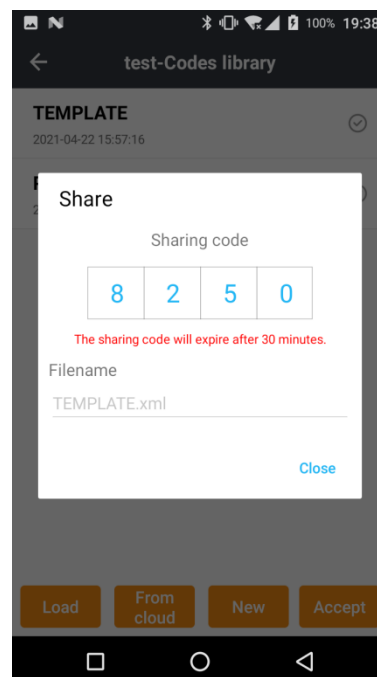 100% 19:38
test-Codes library
TEMPLATE
2021-04-22 15:57:16
Share
Sharing code
8 2 5 0
The sharing code will expire after 30 minutes.
Filename
TEMPLATE.xml
Close
Load
From
cloud
New
Accept